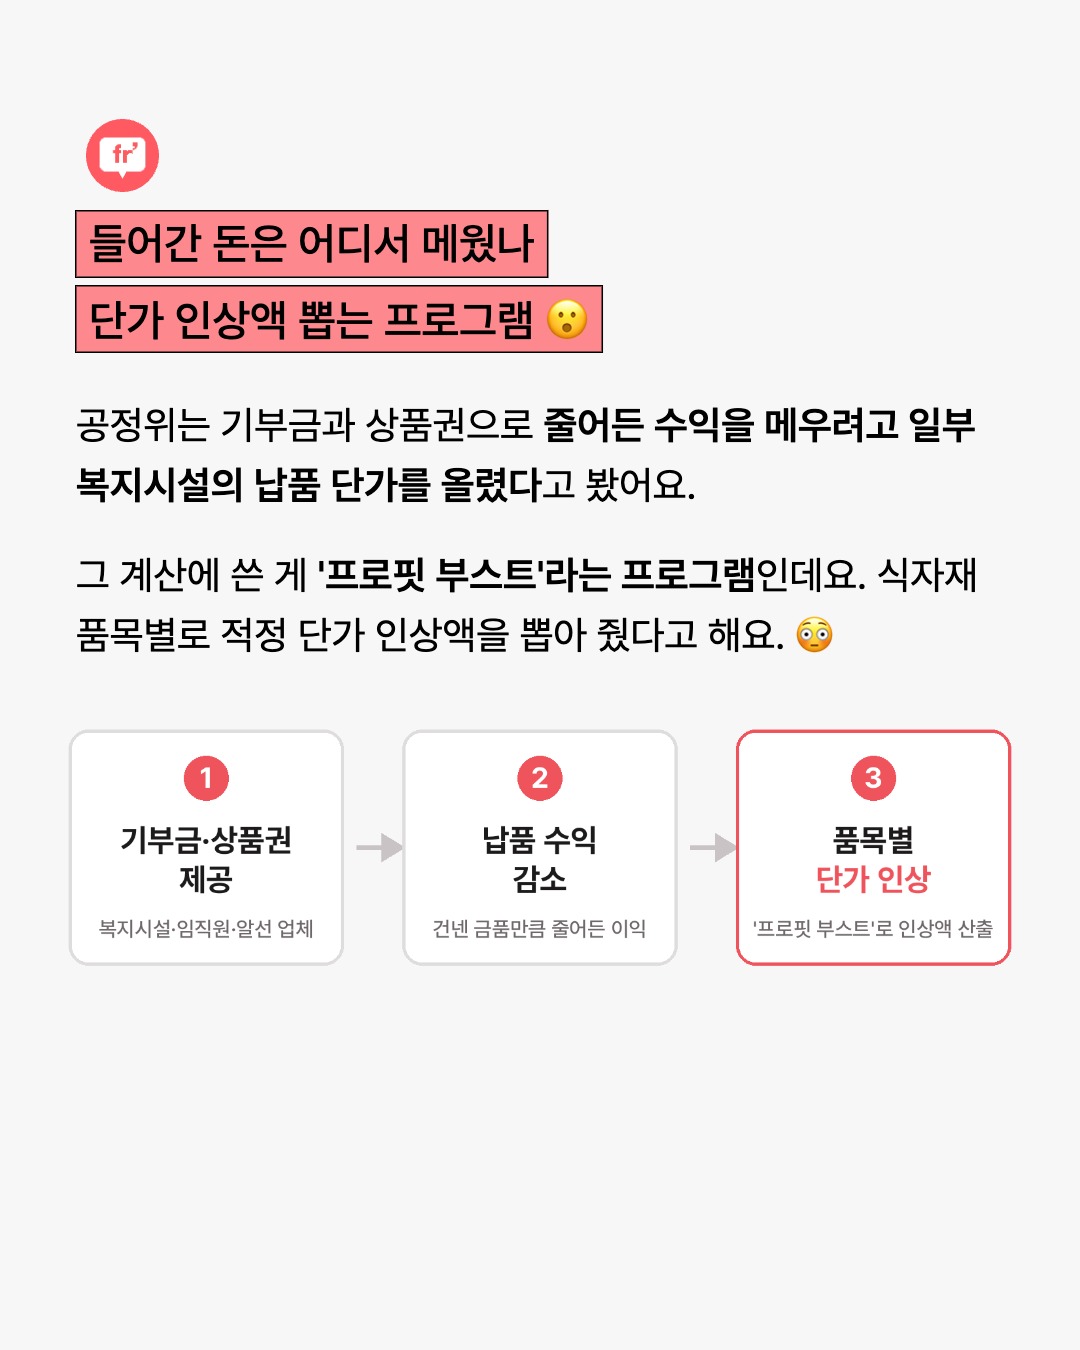 fr'
들어간 돈은 어디서 메웠나
단가 인상액 뽑는 프로그램 😮
공정위는 기부금과 상품권으로 줄어든 수익을 메우려고 일부
복지시설의 납품 단가를 올렸다고 봤어요.
그 계산에 쓴 게 '프로핏 부스트'라는 프로그램인데요. 식자재
품목별로 적정 단가 인상액을 뽑아 줬다고 해요. 😳
1
기부금·상품권
제공
복지시설·임직원·알선 업체
2
납품 수익
감소
건넨 금품만큼 줄어든 이익
3
품목별
단가 인상
'프로핏 부스트'로 인상액 산출